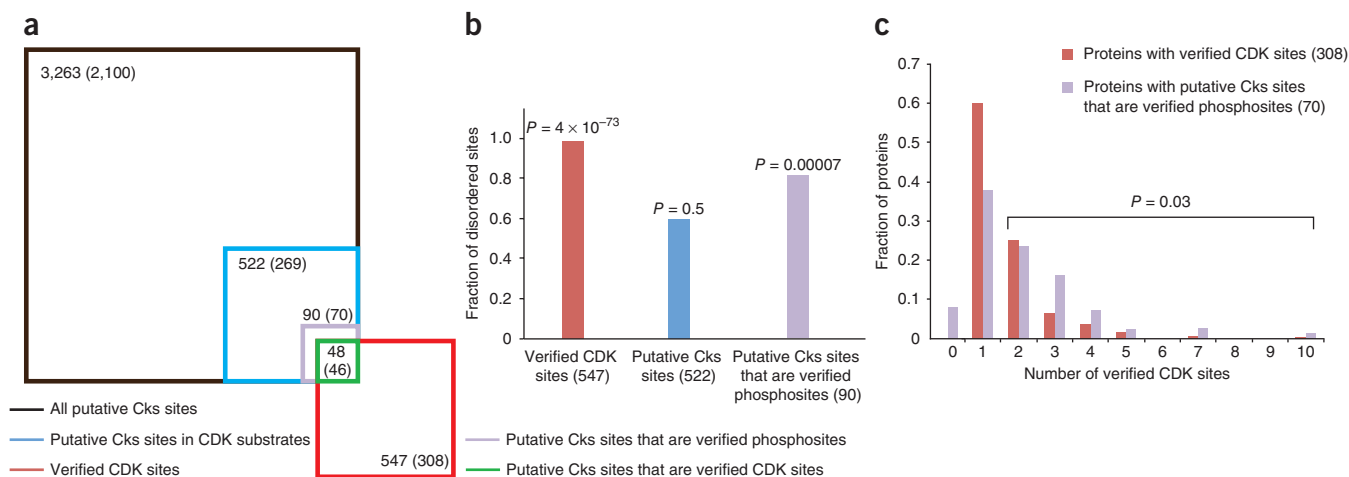 a
3,263 (2,100)
522 (269)
90 (70)
48
(46)
547 (308)
All putative Cks sites
Putative Cks sites in CDK substrates
Verified CDK sites
Putative Cks sites that are verified phosphosites
Putative Cks sites that are verified CDK sites
b
Fraction of disordered sites
1.0
0.8
0.6
0.4
0.2
0
P = 4 × 10⁻⁷³
P = 0.5
P = 0.00007
Verified CDK
sites (547)
Putative Cks
sites (522)
Putative Cks sites
that are verified
phosphosites (90)
c
Proteins with verified CDK sites (308)
Proteins with putative Cks sites
that are verified phosphosites (70)
Fraction of proteins
0.7
0.6
0.5
0.4
0.3
0.2
0.1
0
P = 0.03
0 1 2 3 4 5 6 7 8 9 10
Number of verified CDK sites